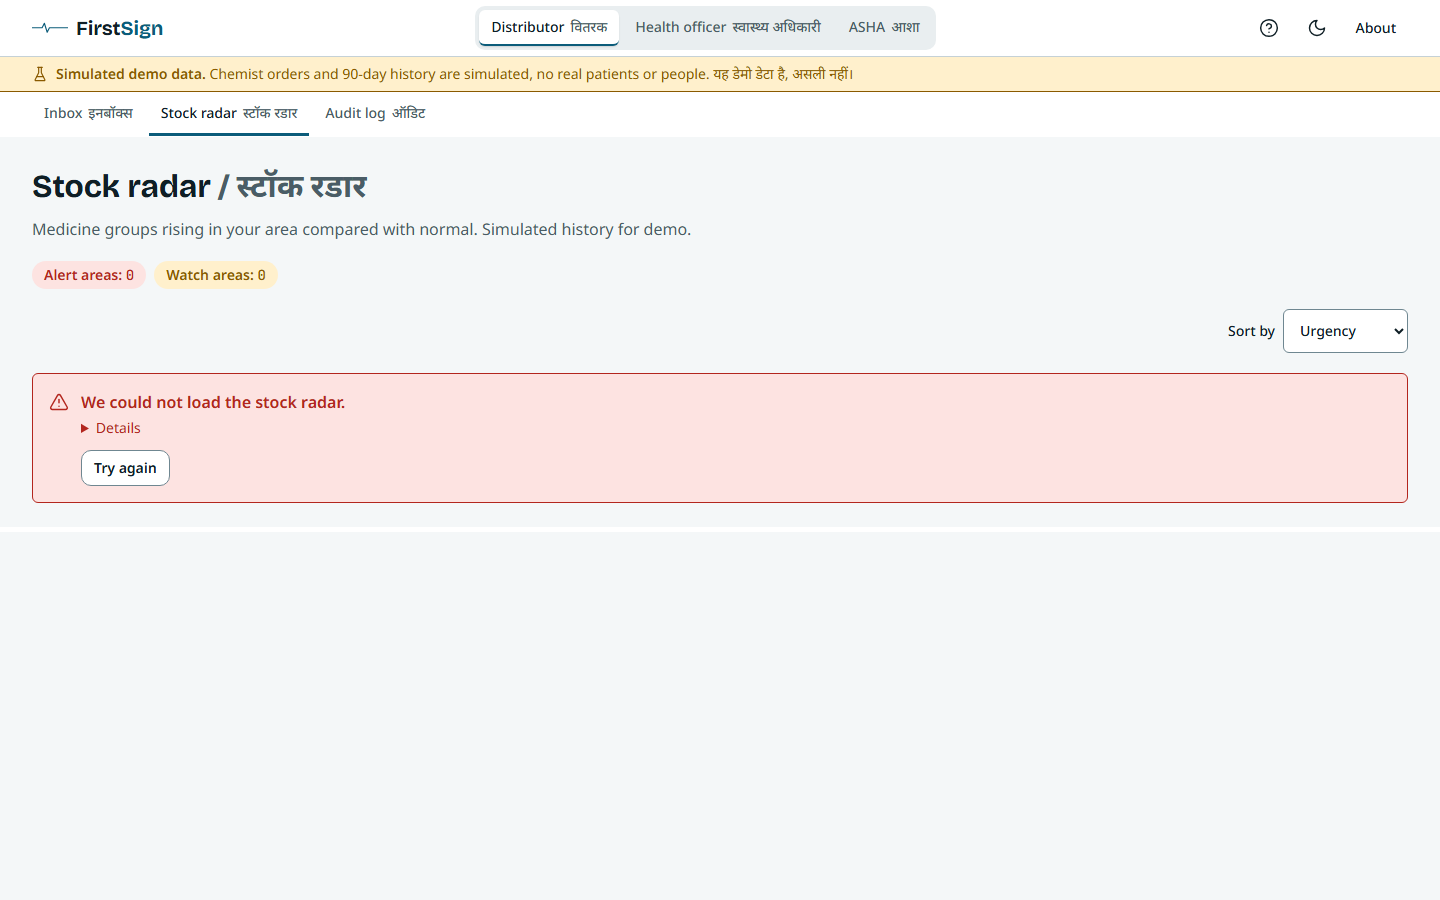 FirstSign
Distributor वितरक
Health officer स्वास्थ्य अधिकारी
ASHA आशा
About
Simulated demo data. Chemist orders and 90-day history are simulated, no real patients or people. यह डेमो डेटा है, असली नहीं।
Inbox इनबॉक्स
Stock radar स्टॉक रडार
Audit log ऑडिट
Stock radar / स्टॉक रडार
Medicine groups rising in your area compared with normal. Simulated history for demo.
Alert areas: 0
Watch areas: 0
Sort by
Urgency
We could not load the stock radar.
Details
Try again